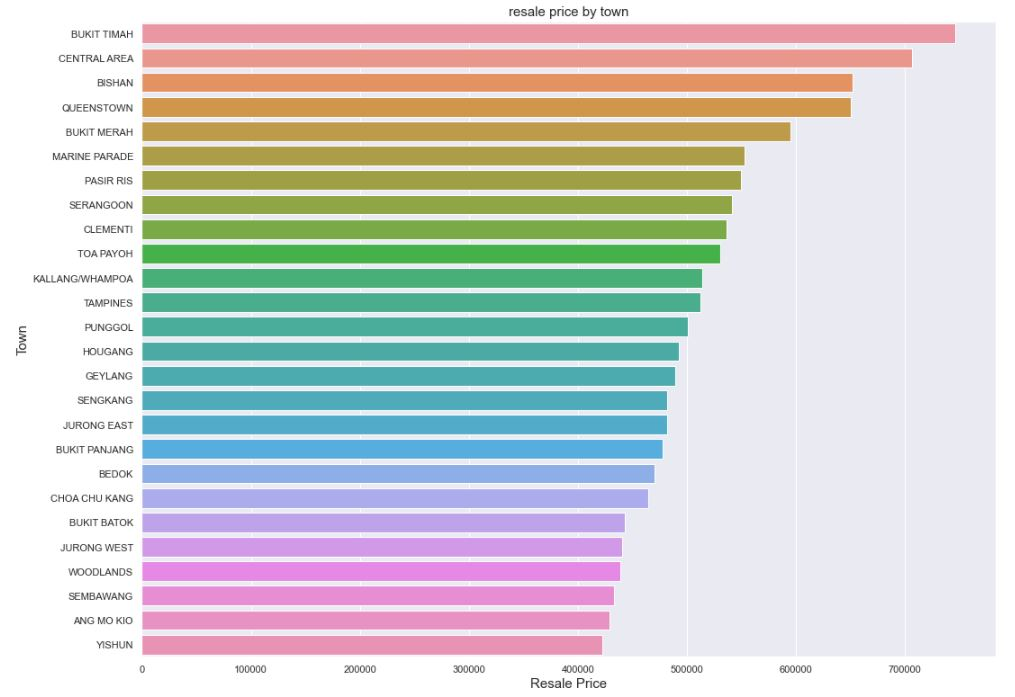 resale price by town
BUKIT TIMAH
CENTRAL AREA
BISHAN
QUEENSTOWN
BUKIT MERAH
MARINE PARADE
PASIR RIS
SERANGOON
CLEMENTI
TOA PAYOH
KALLANG/WHAMPOA
TAMPINES
PUNGGOL
HOUGANG
GEYLANG
SENGKANG
JURONG EAST
BUKIT PANJANG
BEDOK
CHOA CHU KANG
BUKIT BATOK
JURONG WEST
WOODLANDS
SEMBAWANG
ANG MO KIO
YISHUN
Town
0 100000 200000 300000 400000 500000 600000 700000
Resale Price